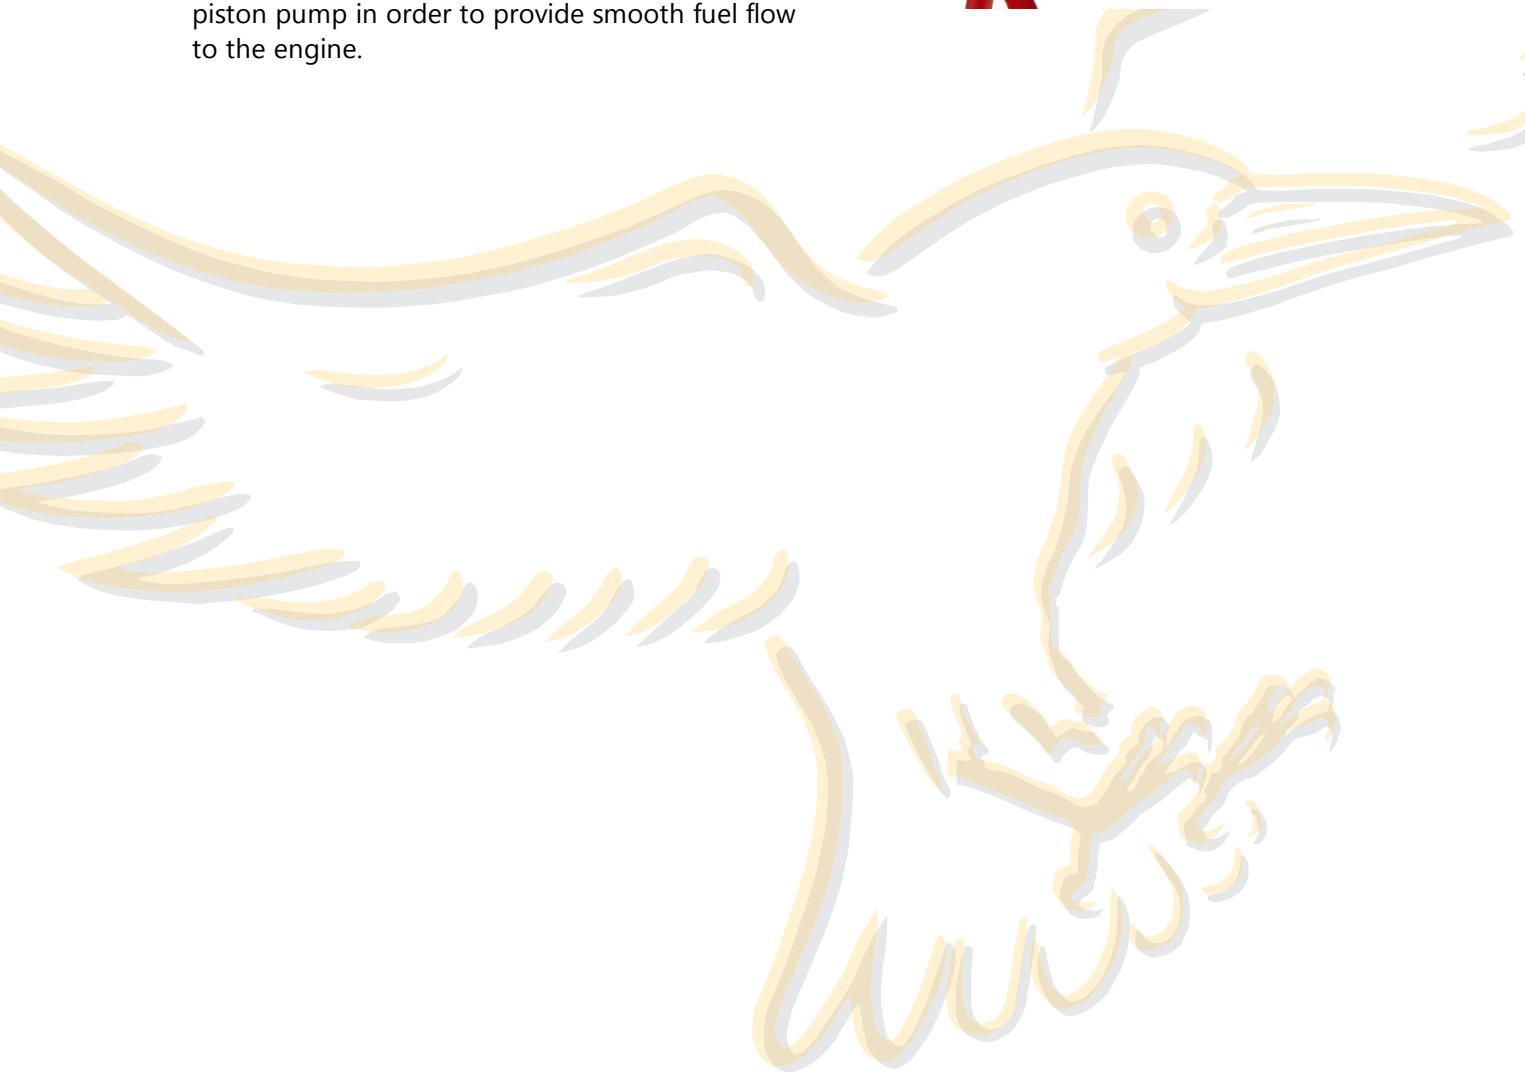 piston pump in order to provide smooth fuel flow
to the engine.